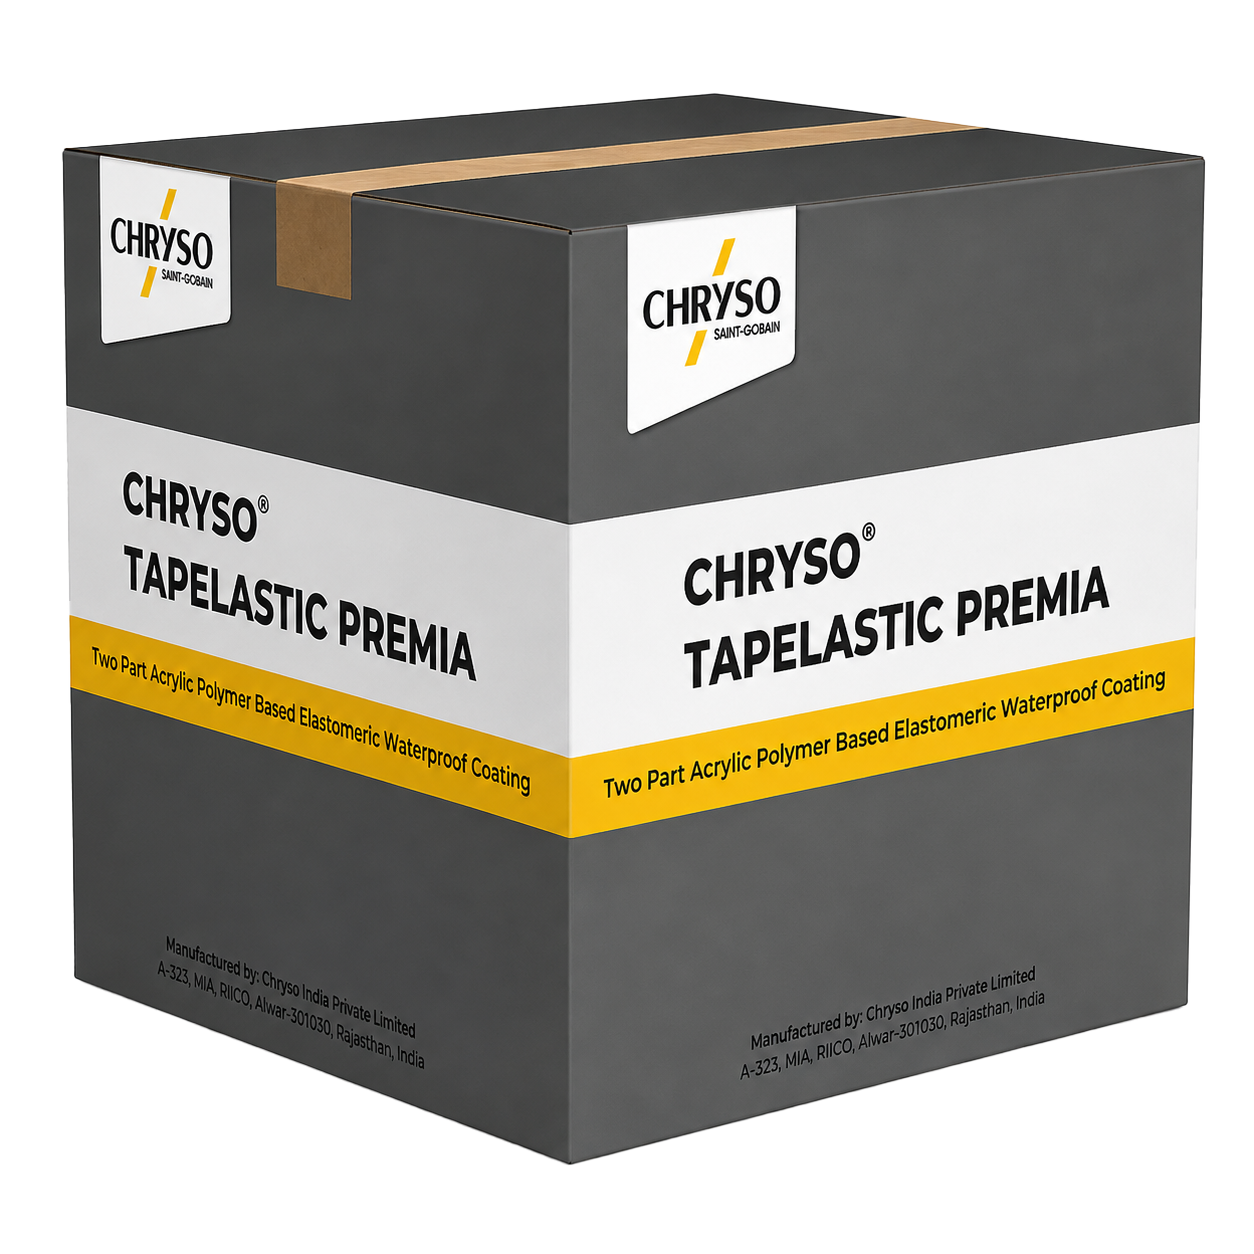 CHRYSO
SAINT-GOBAIN
CHRYSO®
TAPELASTIC PREMIA
Two Part Acrylic Polymer Based Elastomeric Waterproof Coating
Manufactured by: Chryso India Private Limited
A-323, MIA, RIICO, Alwar-301030, Rajasthan, India
CHRYSO
SAINT-GOBAIN
CHRYSO®
TAPELASTIC PREMIA
Two Part Acrylic Polymer Based Elastomeric Waterproof Coating
Manufactured by: Chryso India Private Limited
A-323, MIA, RIICO, Alwar-301030, Rajasthan, India